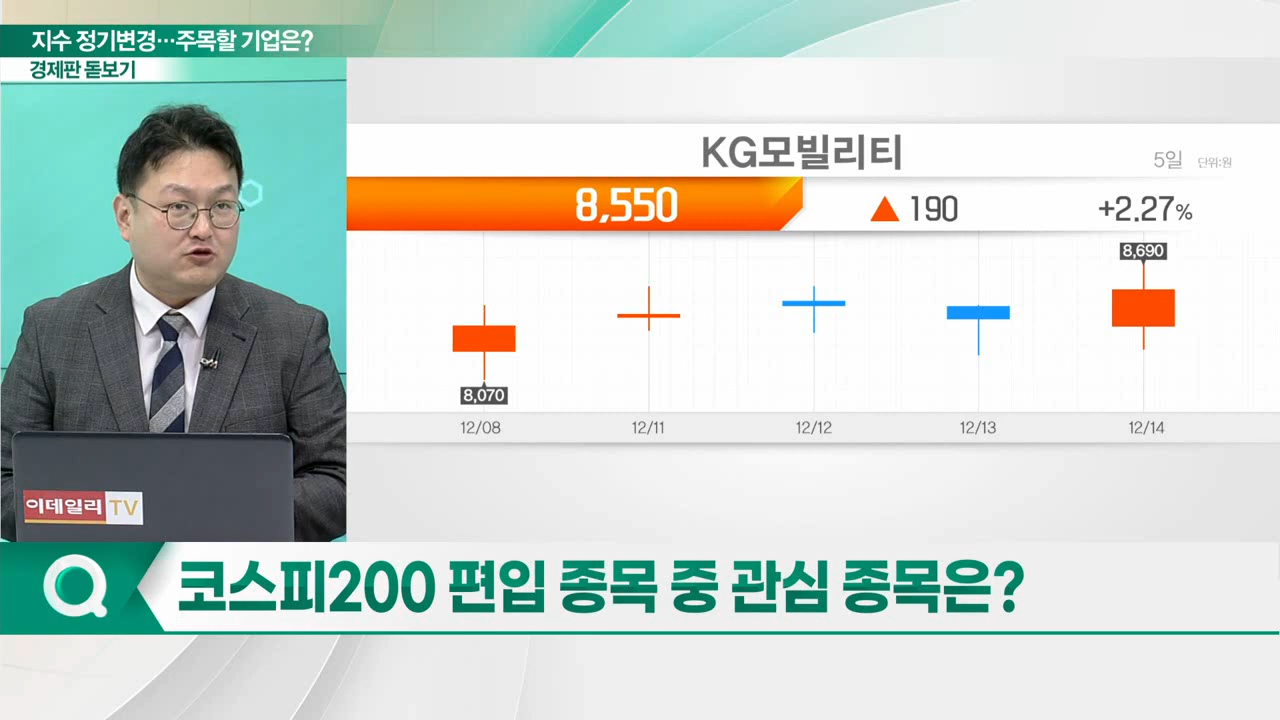 지수 정기변경…주목할 기업은?
경제판 돋보기
KG모빌리티
5일 단위:원
8,550 ▲ 190 +2.27%
8,690
8,070
12/08 12/11 12/12 12/13 12/14
이데일리 TV
코스피200 편입 종목 중 관심 종목은?